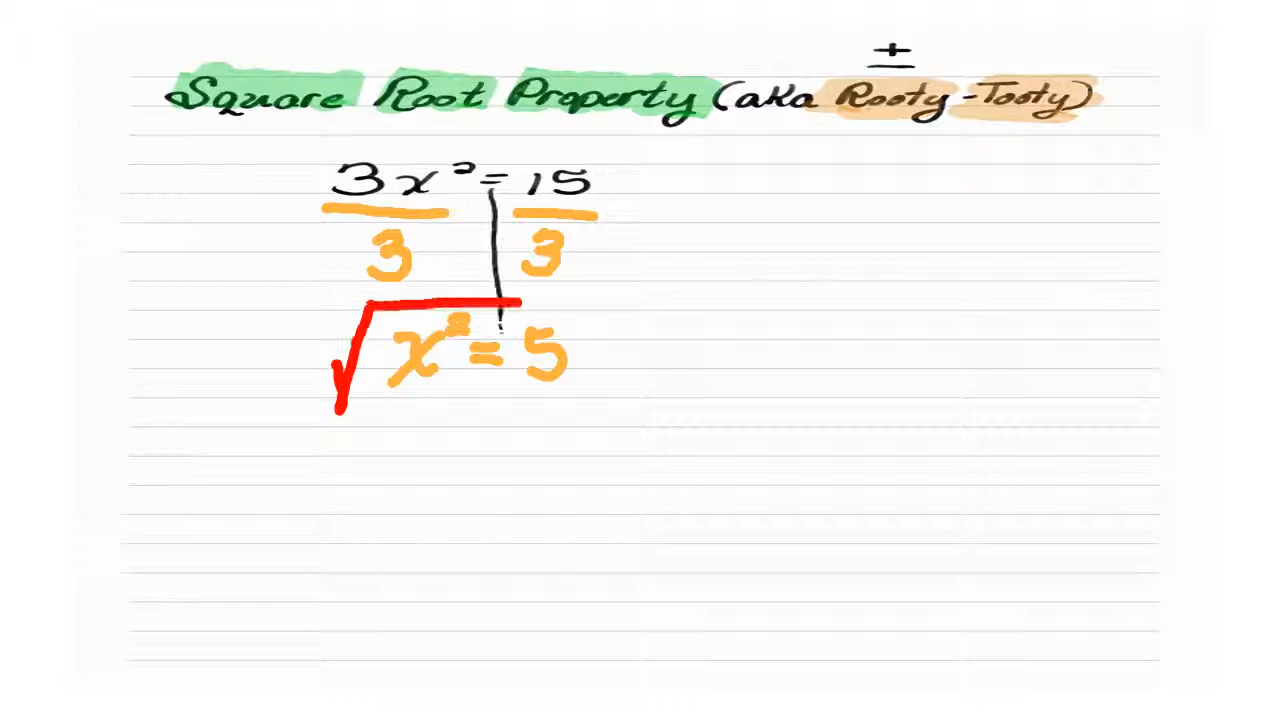 ±
Square Root Property (aka Rooty-Tooty)
3x² = 15
3 3
√x² = 5